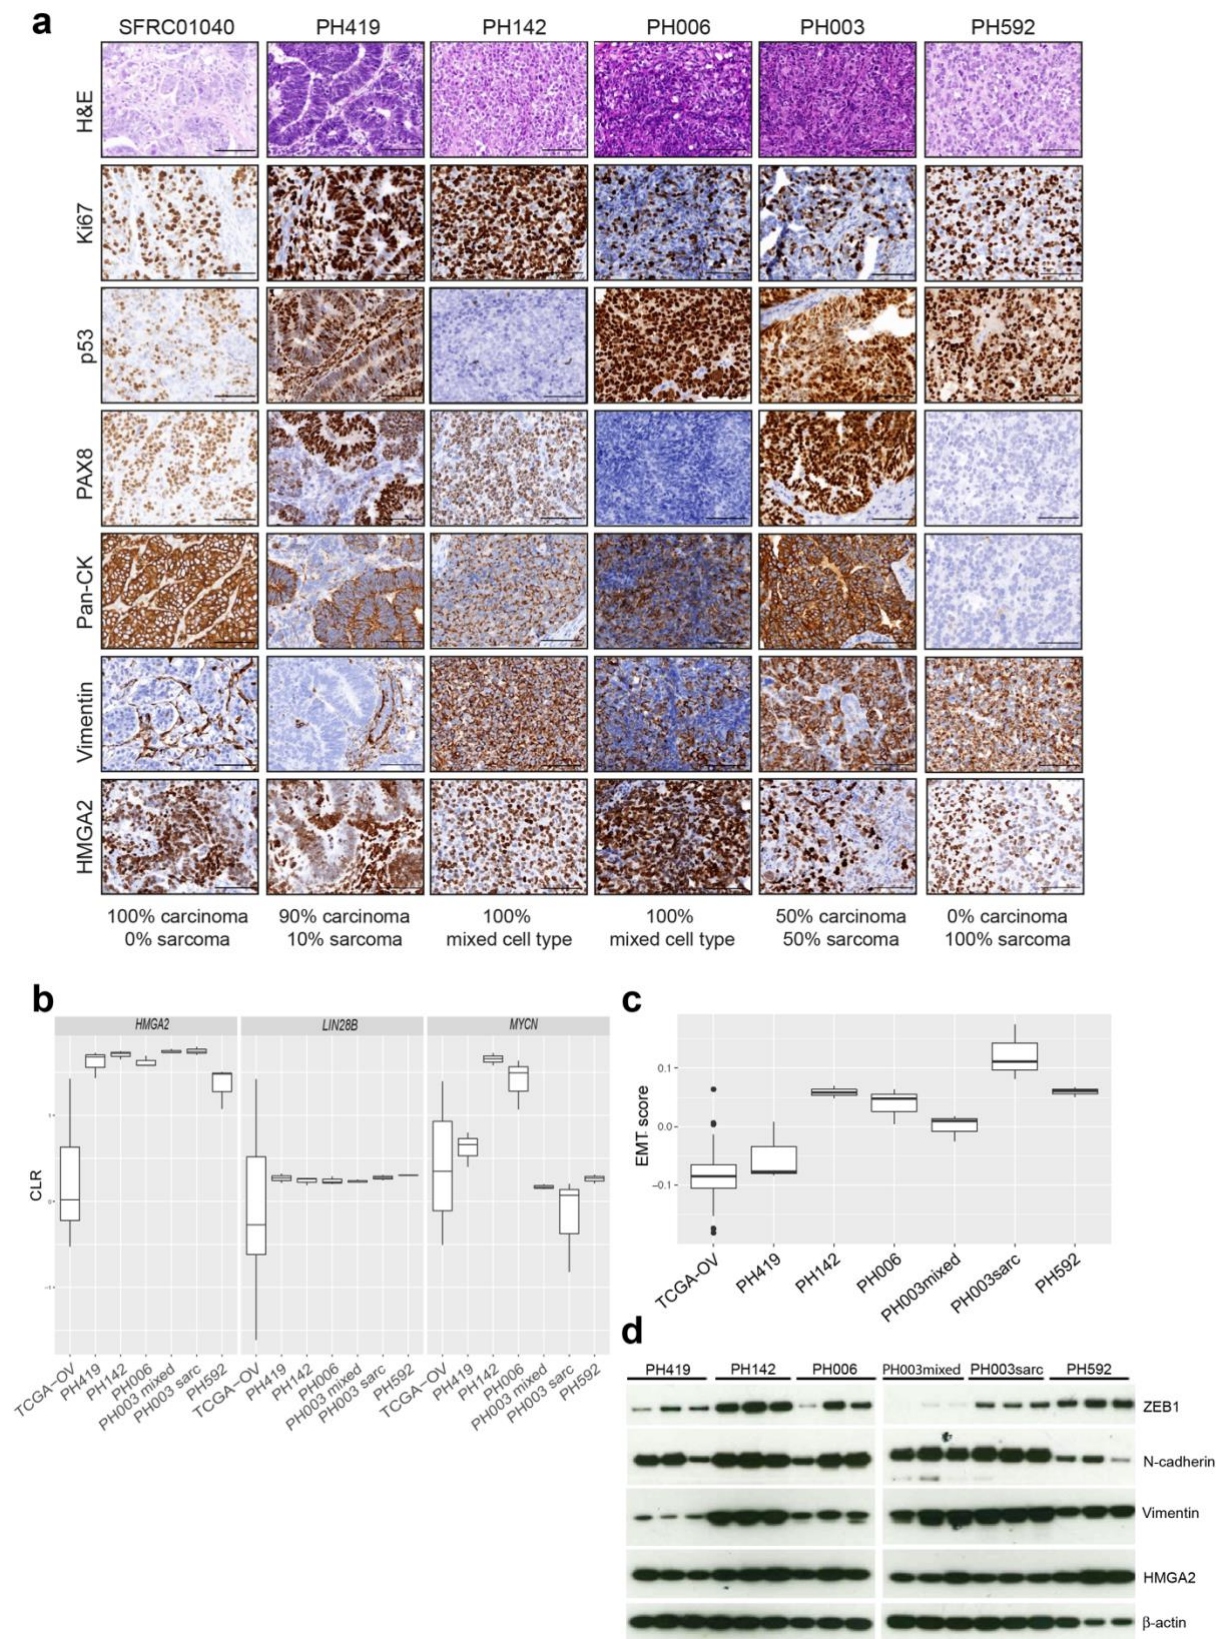 a
SFRC01040 PH419 PH142 PH006 PH003 PH592
H&E
Ki67
p53
PAX8
Pan-CK
Vimentin
HMGA2
100% carcinoma 90% carcinoma 100% 100% 50% carcinoma 0% carcinoma
0% sarcoma 10% sarcoma mixed cell type mixed cell type 50% sarcoma 100% sarcoma
b
HMGA2 LIN28B MYCN
CLR
1
0
-1
TCGA-OV PH419 PH142 PH006 PH003 mixed PH003 sarc PH592 TCGA-OV PH419 PH142 PH006 PH003 mixed PH003 sarc PH592 TCGA-OV PH419 PH142 PH006 PH003 mixed PH003 sarc PH592
c
EMT score
0.1
0.0
-0.1
TCGA-OV PH419 PH142 PH006 PH003mixed PH003sarc PH592
d
PH419 PH142 PH006 PH003mixed PH003sarc PH592
ZEB1
N-cadherin
Vimentin
HMGA2
β-actin